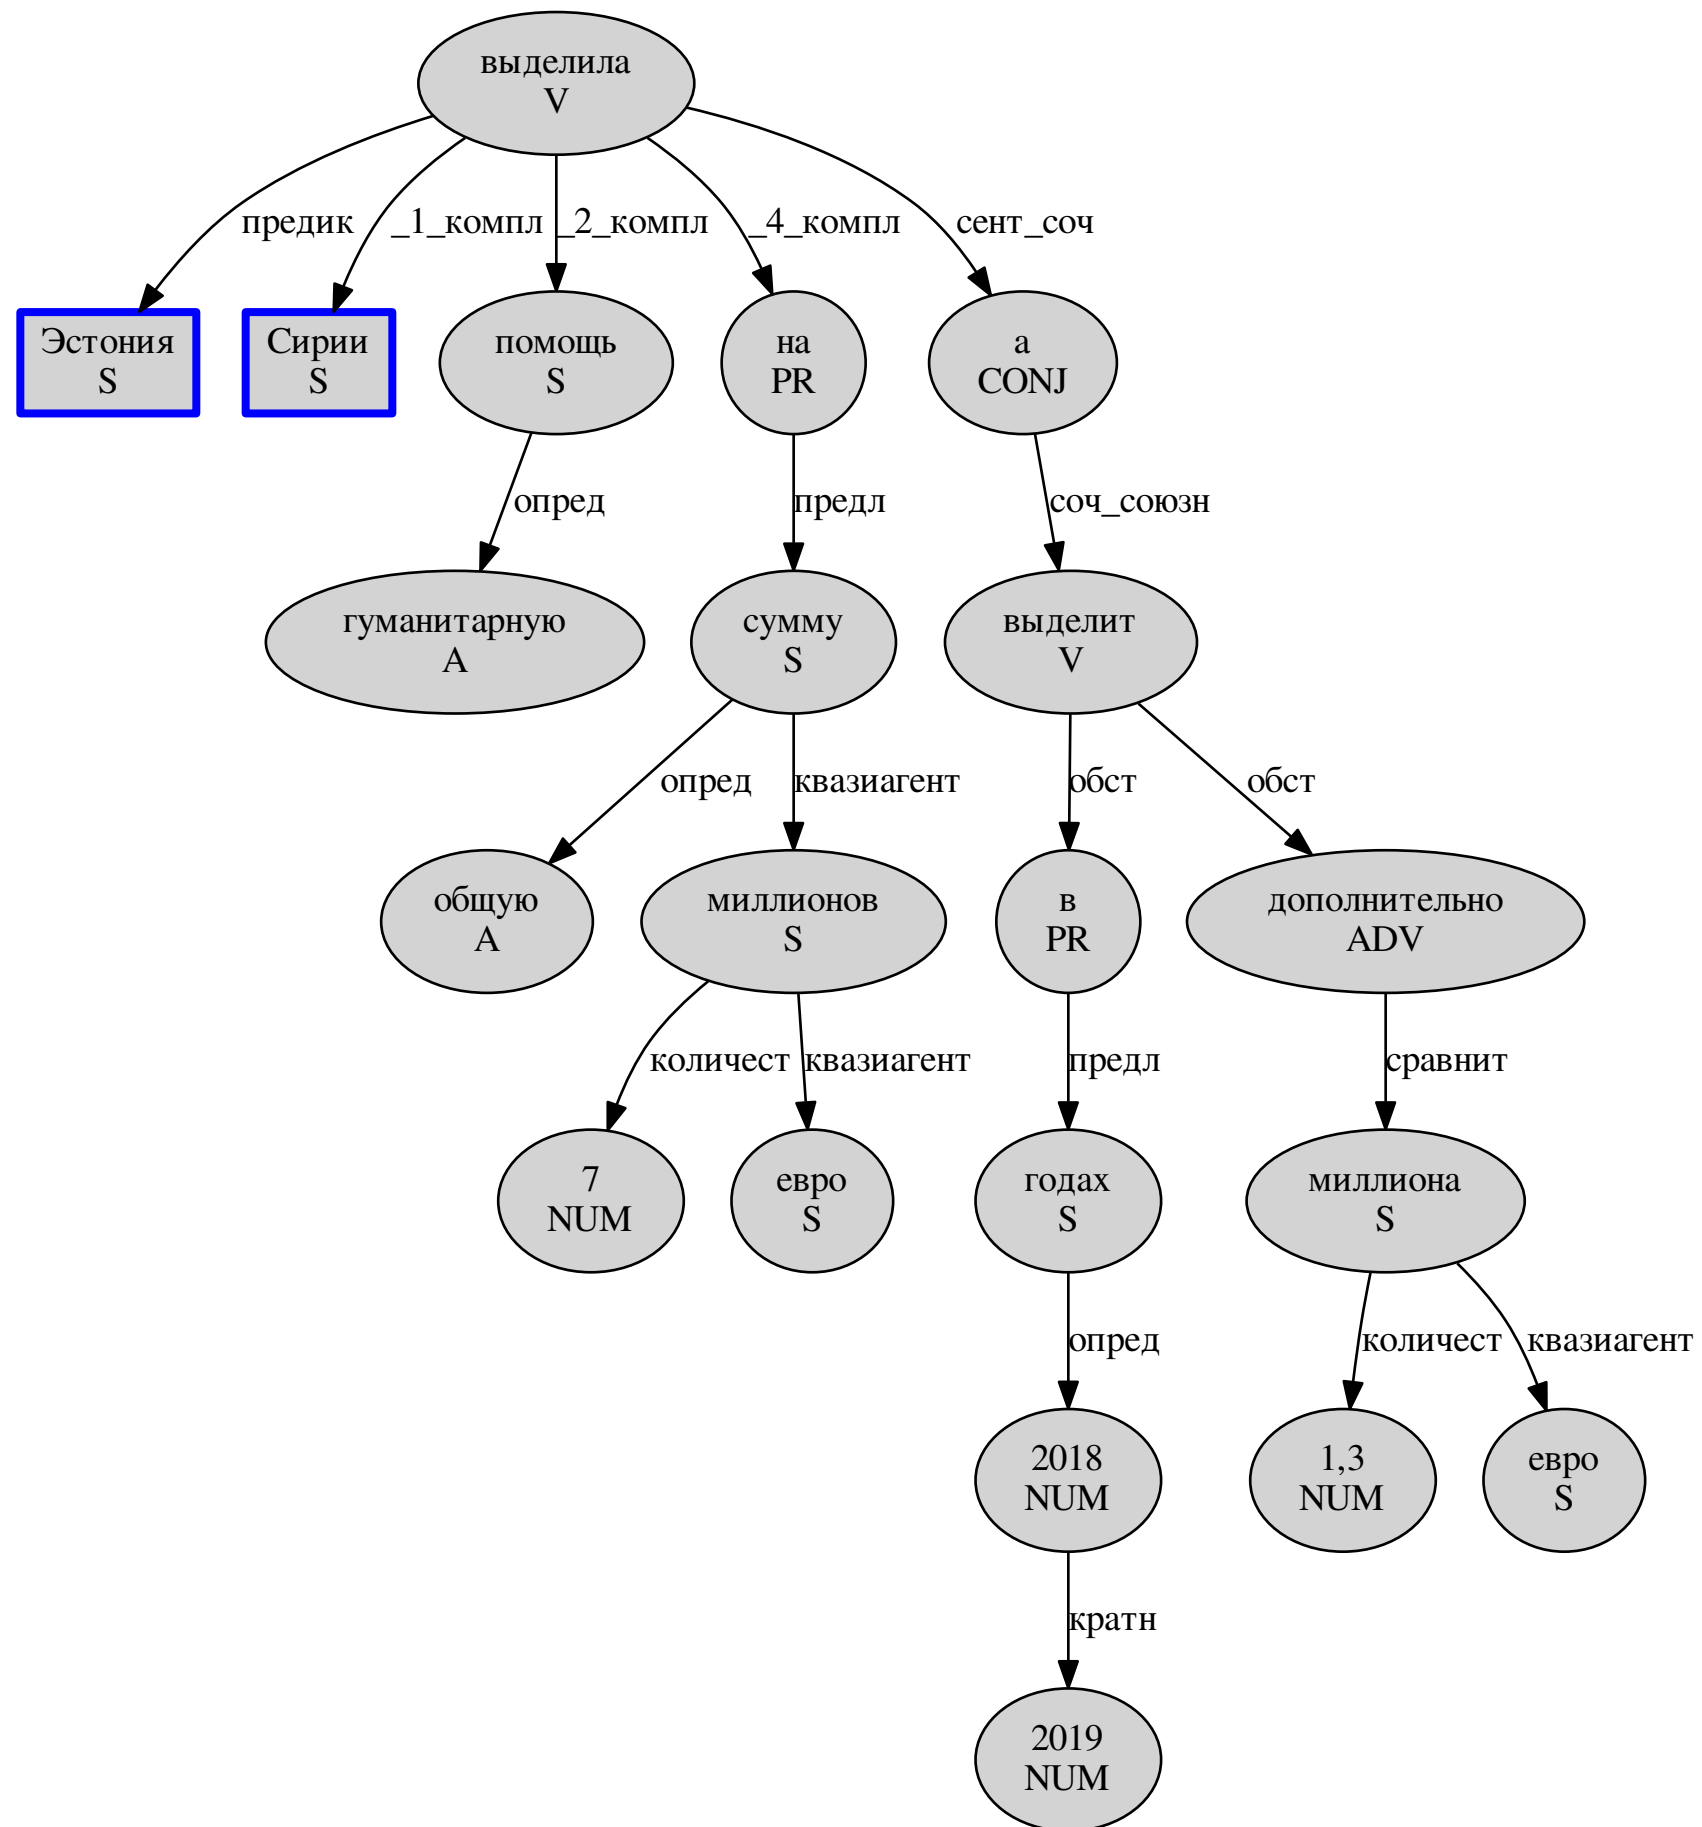 выделила
V
предик
_1_компл
_2_компл
_4_компл
сент_соч
Эстония
S
Сирии
S
помощь
S
на
PR
а
CONJ
опред
предл
соч_союзн
гуманитарную
A
сумму
S
выделит
V
опред
квазиагент
обст
обст
общую
A
миллионов
S
в
PR
дополнительно
ADV
количест
квазиагент
предл
сравнит
7
NUM
евро
S
годах
S
миллиона
S
опред
количест
квазиагент
2018
NUM
1,3
NUM
евро
S
кратн
2019
NUM